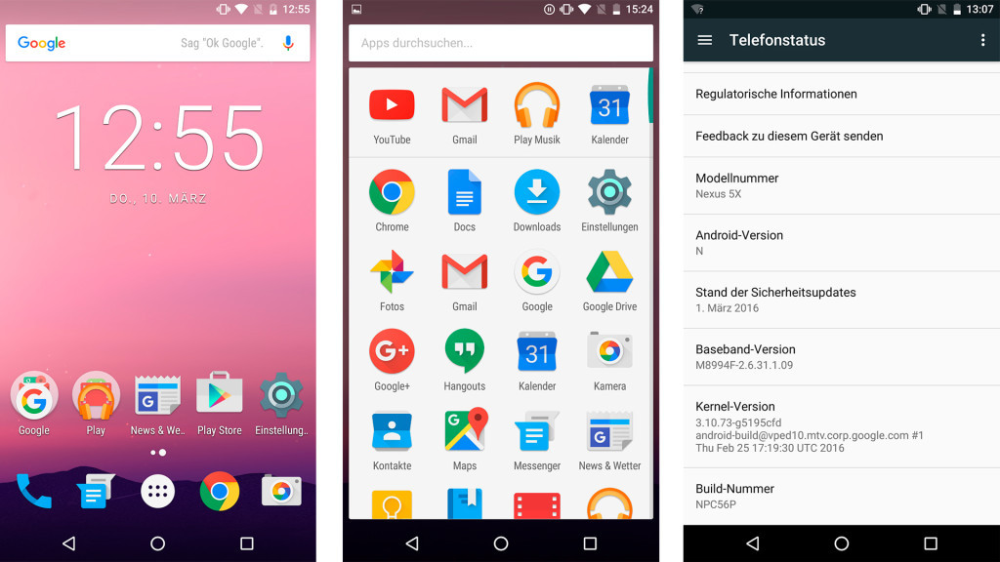 12:55
Google
Sag "Ok Google".
12:55
DO., 10. MÄRZ
Google
Play
News & We..
Play Store
Einstellung..
15:24
Apps durchsuchen...
YouTube
Gmail
Play Musik
31
Kalender
Chrome
Docs
Downloads
Einstellungen
Fotos
Gmail
Google
Google Drive
G+
Google+
Hangouts
31
Kalender
Kamera
Kontakte
Maps
Messenger
News & Wetter
13:07
Telefonstatus
Regulatorische Informationen
Feedback zu diesem Gerät senden
Modellnummer
Nexus 5X
Android-Version
N
Stand der Sicherheitsupdates
1. März 2016
Baseband-Version
M8994F-2.6.31.1.09
Kernel-Version
3.10.73-g5195cfd
android-build@vped10.mtv.corp.google.com #1
Thu Feb 25 17:19:30 UTC 2016
Build-Nummer
NPC56P